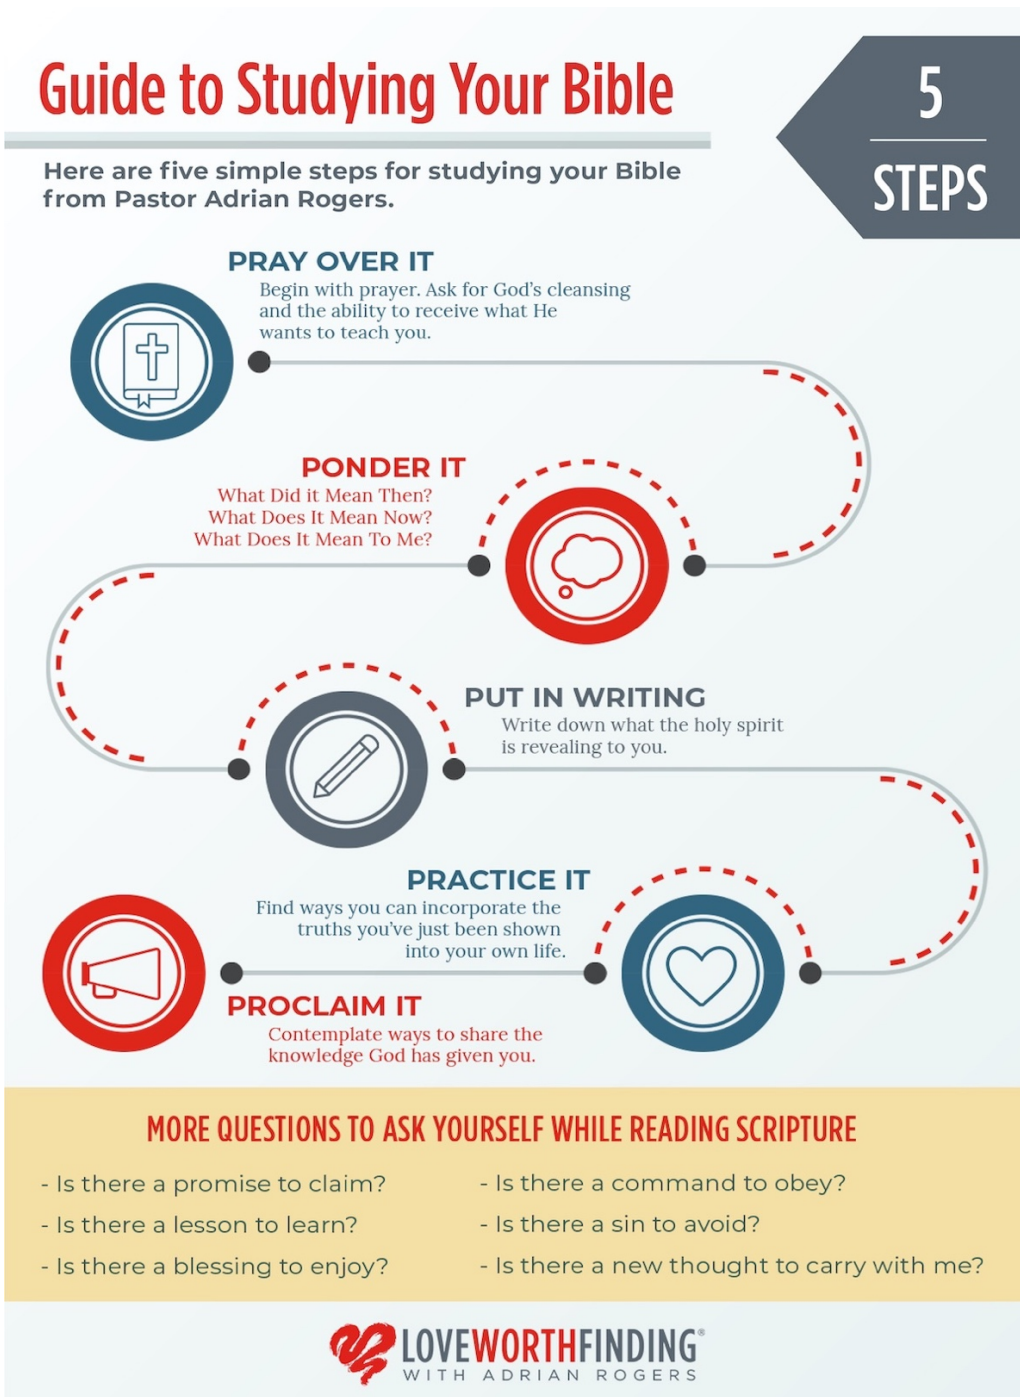 Guide to Studying Your Bible
5
STEPS
Here are five simple steps for studying your Bible
from Pastor Adrian Rogers.
PRAY OVER IT
Begin with prayer. Ask for God's cleansing
and the ability to receive what He
wants to teach you.
PONDER IT
What Did it Mean Then?
What Does It Mean Now?
What Does It Mean To Me?
PUT IN WRITING
Write down what the holy spirit
is revealing to you.
PRACTICE IT
Find ways you can incorporate the
truths you've just been shown
into your own life.
PROCLAIM IT
Contemplate ways to share the
knowledge God has given you.
MORE QUESTIONS TO ASK YOURSELF WHILE READING SCRIPTURE
- Is there a promise to claim?
- Is there a lesson to learn?
- Is there a blessing to enjoy?
- Is there a command to obey?
- Is there a sin to avoid?
- Is there a new thought to carry with me?
LOVEWORTHFINDING®
WITH ADRIAN ROGERS